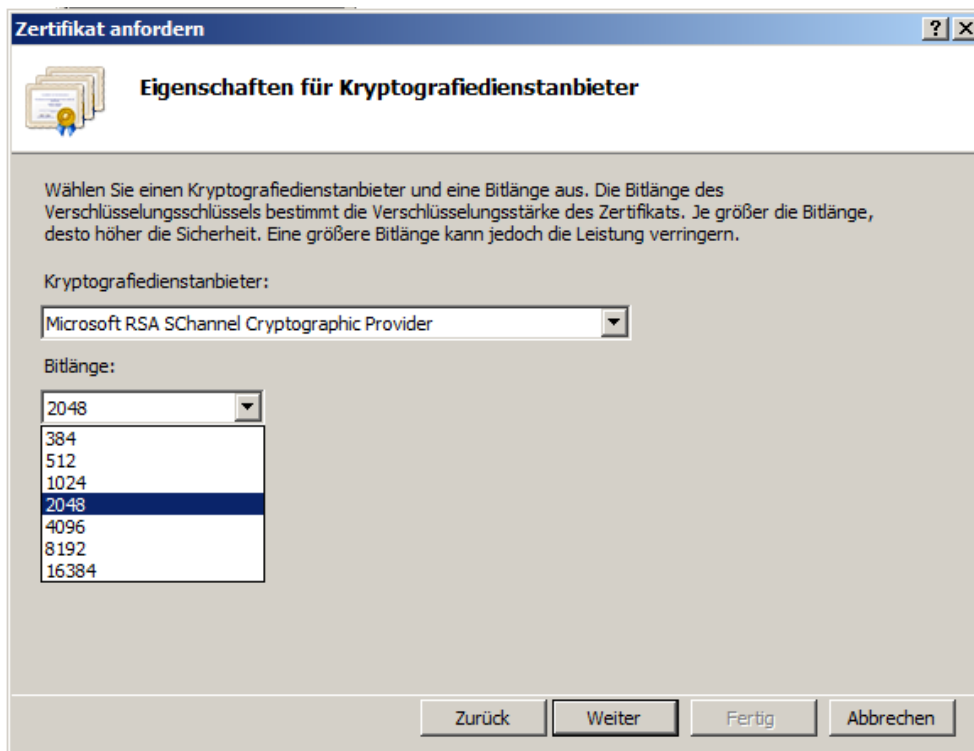 Zertifikat anfordern
Eigenschaften für Kryptografiedienstanbieter
Wählen Sie einen Kryptografiedienstanbieter und eine Bitlänge aus. Die Bitlänge des
Verschlüsselungsschlüssels bestimmt die Verschlüsselungsstärke des Zertifikats. Je größer die Bitlänge,
desto höher die Sicherheit. Eine größere Bitlänge kann jedoch die Leistung verringern.
Kryptografiedienstanbieter:
Microsoft RSA SChannel Cryptographic Provider
Bitlänge:
2048
384
512
1024
2048
4096
8192
16384
Zurück Weiter Fertig Abbrechen